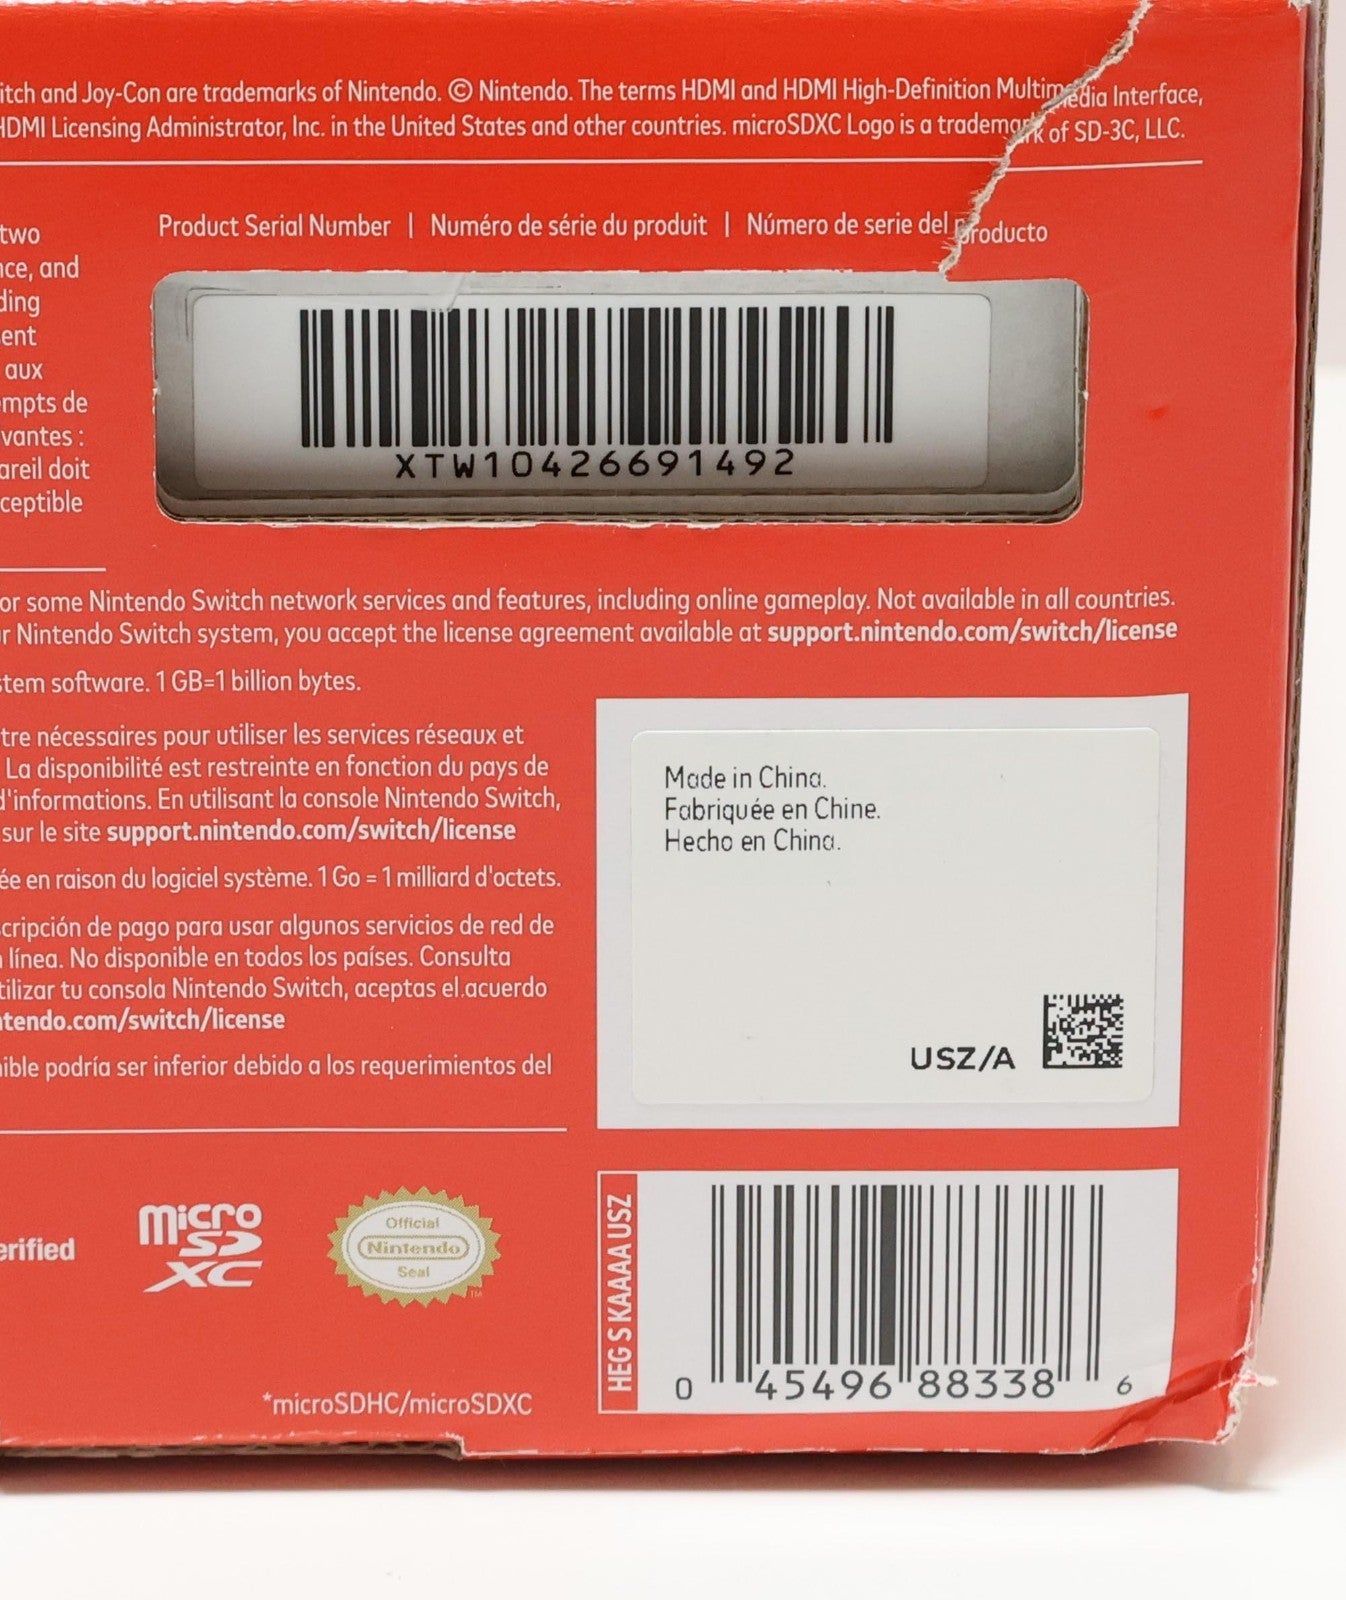 itch and Joy-Con are trademarks of Nintendo. © Nintendo. The terms HDMI and HDMI High-Definition Multimedia Interface,
HDMI Licensing Administrator, Inc. in the United States and other countries. microSDXC Logo is a trademark of SD-3C, LLC.
two
nce, and
ding
sent
aux
empts de
vantes :
areil doit
ceptible
Product Serial Number | Numéro de série du produit | Número de serie del producto
XTW10426691492
or some Nintendo Switch network services and features, including online gameplay. Not available in all countries.
r Nintendo Switch system, you accept the license agreement available at support.nintendo.com/switch/license
stem software. 1 GB=1 billion bytes.
tre nécessaires pour utiliser les services réseaux et
La disponibilité est restreinte en fonction du pays de
d'informations. En utilisant la console Nintendo Switch,
sur le site support.nintendo.com/switch/license
ée en raison du logiciel système. 1 Go = 1 milliard d'octets.
scripción de pago para usar algunos servicios de red de
línea. No disponible en todos los países. Consulta
tilizar tu consola Nintendo Switch, aceptas el acuerdo
ntendo.com/switch/license
nible podría ser inferior debido a los requerimientos del
Made in China.
Fabriquée en Chine.
Hecho en China.
USZ/A
erified
micro
SD
XC
Official
Nintendo
Seal
TM
*microSDHC/microSDXC
HEG S KAAAA USZ
0 45496 88338 6